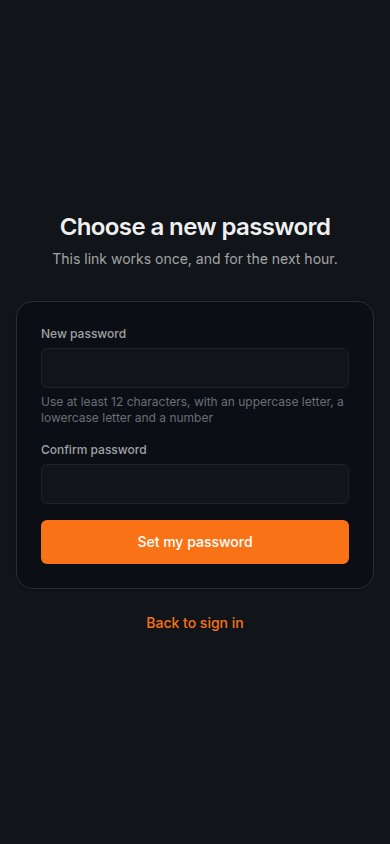 Choose a new password
This link works once, and for the next hour.
New password
Use at least 12 characters, with an uppercase letter, a
lowercase letter and a number
Confirm password
Set my password
Back to sign in